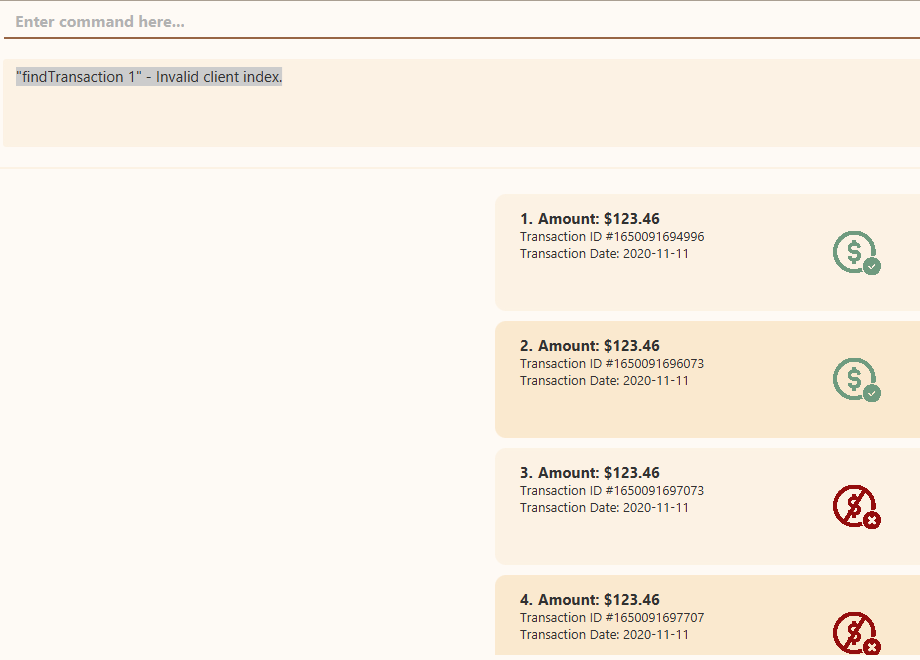 Enter command here...
"findTransaction 1" - Invalid client index.
1. Amount: $123.46
Transaction ID #1650091694996
Transaction Date: 2020-11-11
2. Amount: $123.46
Transaction ID #1650091696073
Transaction Date: 2020-11-11
3. Amount: $123.46
Transaction ID #1650091697073
Transaction Date: 2020-11-11
4. Amount: $123.46
Transaction ID #1650091697707
Transaction Date: 2020-11-11